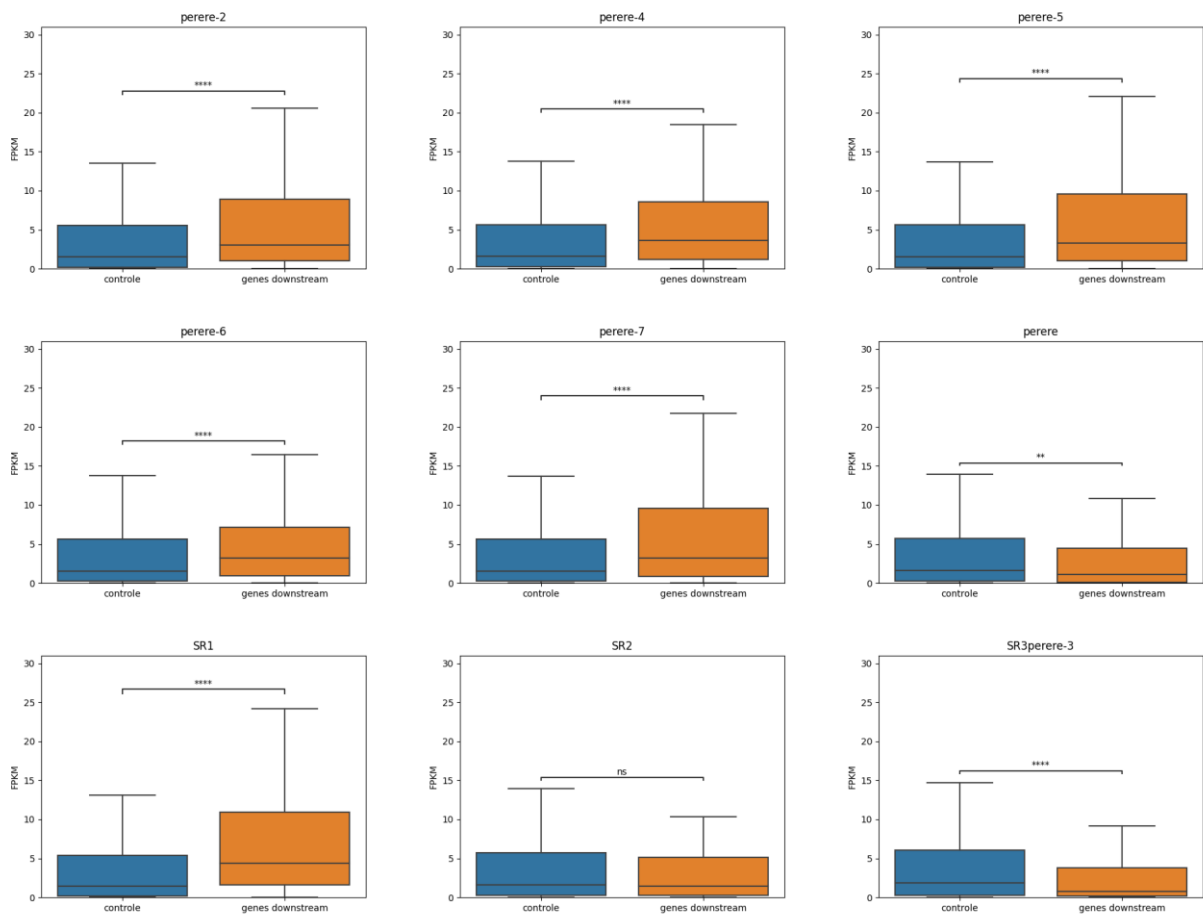 perere-2
30
25
20
15
10
5
0
FPKM
****
controle
genes downstream
perere-4
30
25
20
15
10
5
0
FPKM
****
controle
genes downstream
perere-5
30
25
20
15
10
5
0
FPKM
****
controle
genes downstream
perere-6
30
25
20
15
10
5
0
FPKM
****
controle
genes downstream
perere-7
30
25
20
15
10
5
0
FPKM
****
controle
genes downstream
perere
30
25
20
15
10
5
0
FPKM
**
controle
genes downstream
SR1
30
25
20
15
10
5
0
FPKM
****
controle
genes downstream
SR2
30
25
20
15
10
5
0
FPKM
ns
controle
genes downstream
SR3perere-3
30
25
20
15
10
5
0
FPKM
****
controle
genes downstream